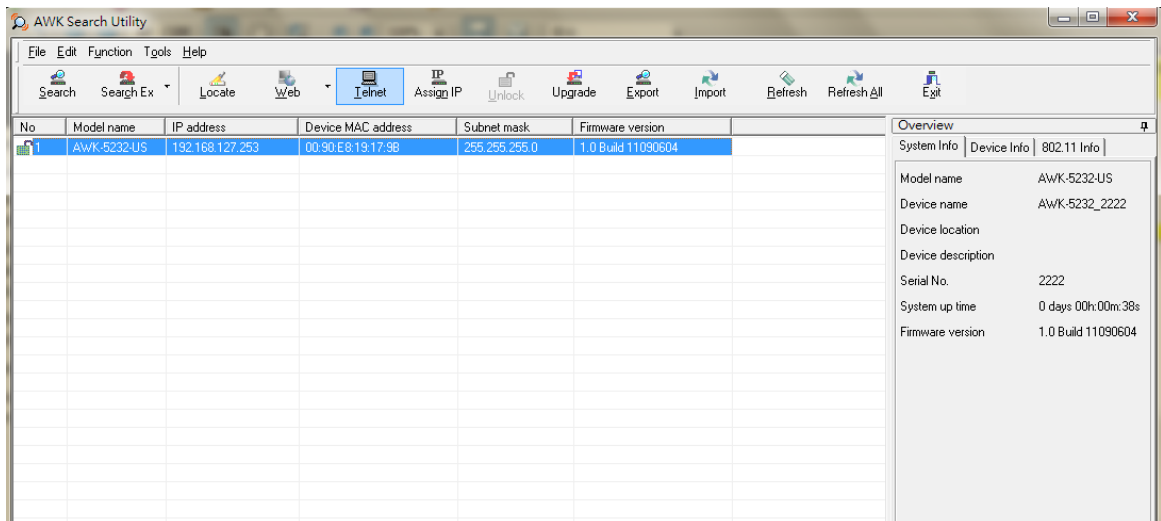 AWK Search Utility
File Edit Function Tools Help
Search Search Ex Locate Web Telnet Assign IP Unlock Upgrade Export Import Refresh Refresh All Exit
No Model name IP address Device MAC address Subnet mask Firmware version
1 AWK-5232-US 192.168.127.253 00:90:E8:19:17:9B 255.255.255.0 1.0 Build 11090604
Overview
System Info Device Info 802.11 Info
Model name AWK-5232-US
Device name AWK-5232_2222
Device location
Device description
Serial No. 2222
System up time 0 days 00h:00m:38s
Firmware version 1.0 Build 11090604